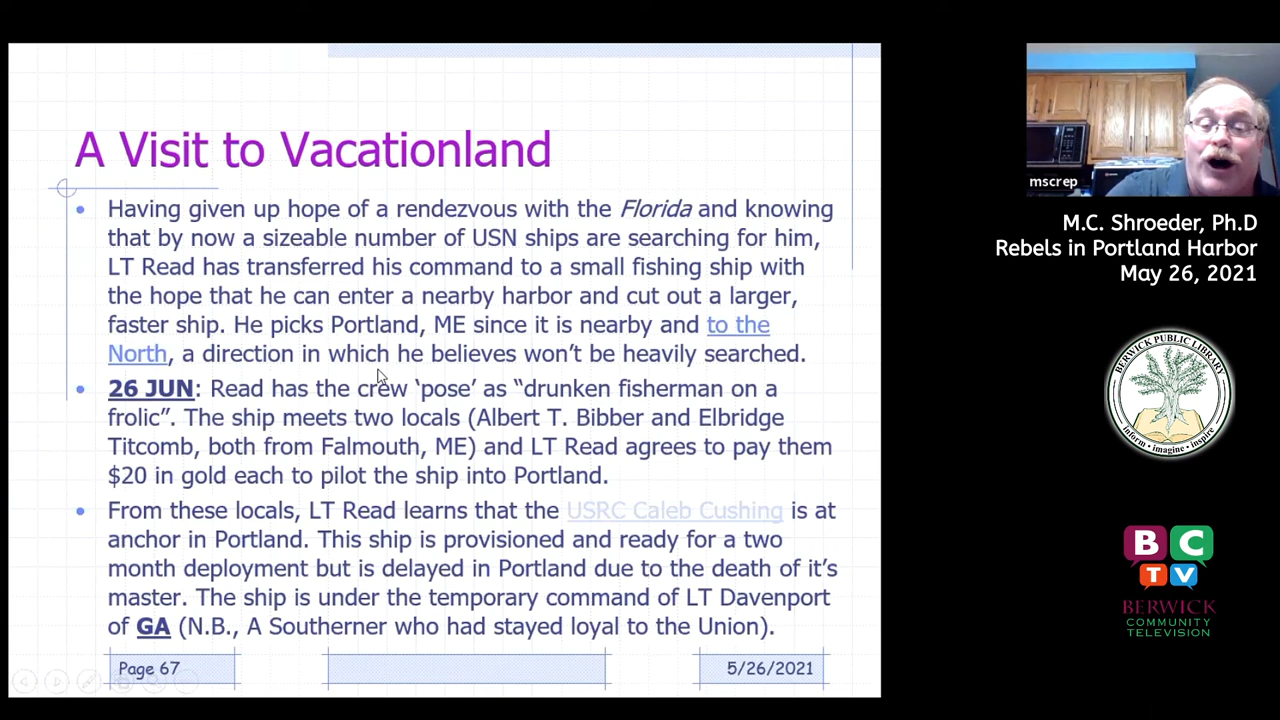 A Visit to Vacationland
• Having given up hope of a rendezvous with the Florida and knowing
that by now a sizeable number of USN ships are searching for him,
LT Read has transferred his command to a small fishing ship with
the hope that he can enter a nearby harbor and cut out a larger,
faster ship. He picks Portland, ME since it is nearby and to the
North, a direction in which he believes won’t be heavily searched.
• 26 JUN: Read has the crew ‘pose’ as “drunken fisherman on a
frolic”. The ship meets two locals (Albert T. Bibber and Elbridge
Titcomb, both from Falmouth, ME) and LT Read agrees to pay them
$20 in gold each to pilot the ship into Portland.
• From these locals, LT Read learns that the USRC Caleb Cushing is at
anchor in Portland. This ship is provisioned and ready for a two
month deployment but is delayed in Portland due to the death of it’s
master. The ship is under the temporary command of LT Davenport
of GA (N.B., A Southerner who had stayed loyal to the Union).
Page 67
5/26/2021
mscrep
M.C. Shroeder, Ph.D
Rebels in Portland Harbor
May 26, 2021
BERWICK PUBLIC LIBRARY
inform • imagine • inspire
BC
TV
BERWICK
COMMUNITY
TELEVISION